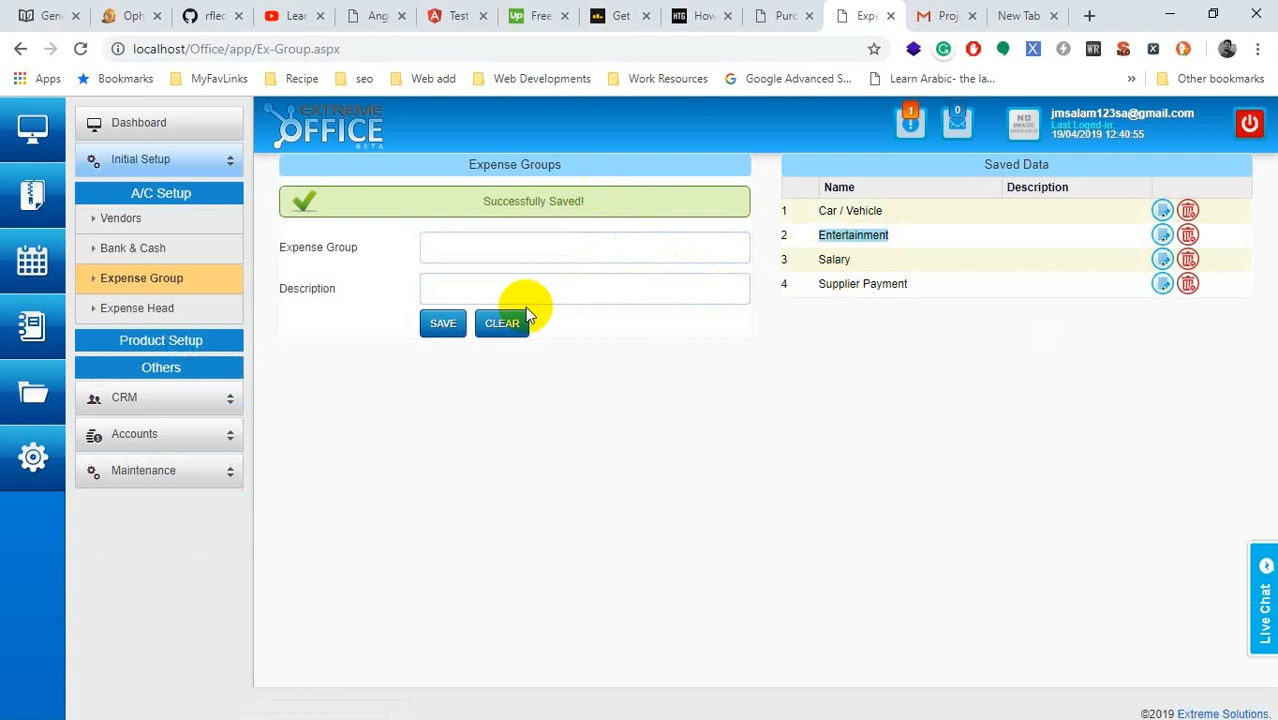 Gene
Oph
rflec
Lear
Ang
Test
Free
Get
How
Purc
Expe
Proj
New Tab
localhost/Office/app/Ex-Group.aspx
Apps
Bookmarks
MyFavLinks
Recipe
seo
Web add
Web Developments
Work Resources
Google Advanced S...
Learn Arabic- the la...
»
Other bookmarks
EXTREME
OFFICE
BETA
1
0
NO
IMAGE
AVAILABLE
jmsalam123sa@gmail.com
Last Loged-in:
19/04/2019 12:40:55
Dashboard
Initial Setup
A/C Setup
Vendors
Bank & Cash
Expense Group
Expense Head
Product Setup
Others
CRM
Accounts
Maintenance
Expense Groups
Successfully Saved!
Expense Group
Description
SAVE CLEAR
Saved Data
Name Description
1 Car / Vehicle
2 Entertainment
3 Salary
4 Supplier Payment
Live Chat
©2019 Extreme Solutions.